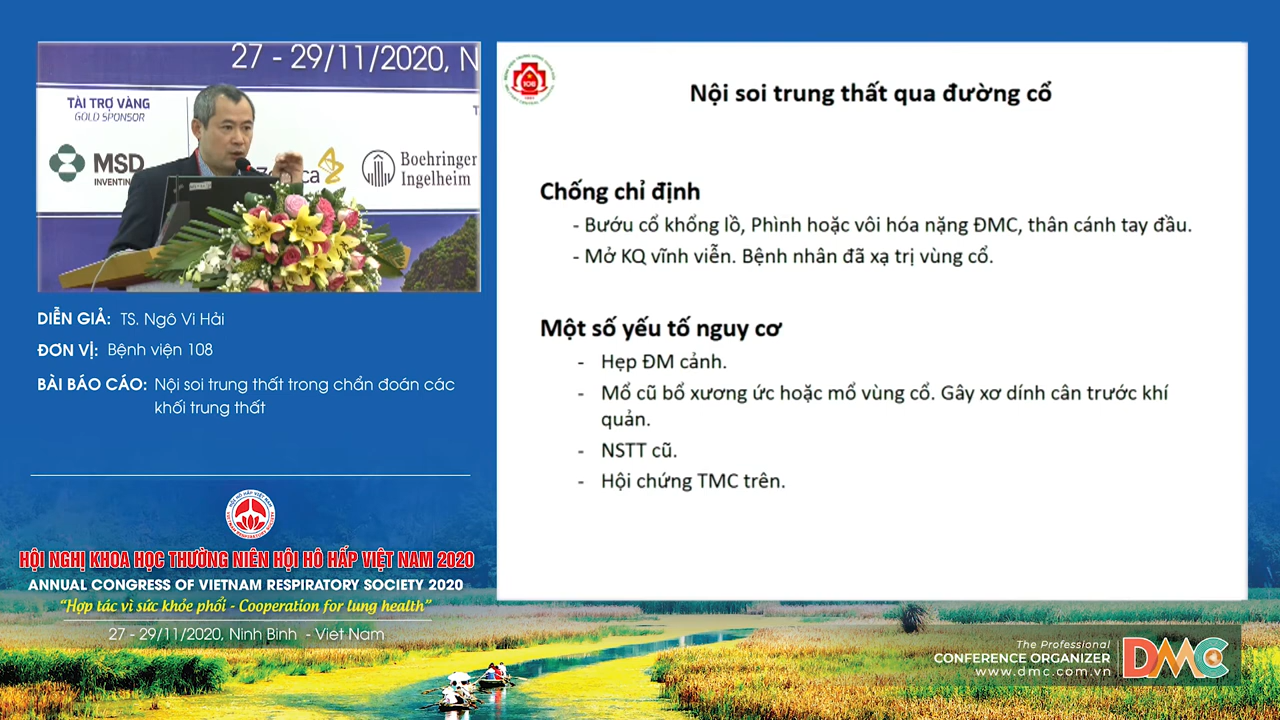 27 - 29/11/2020, N
TÀI TRỢ VÀNG
GOLD SPONSOR
MSD
INVENTIN
ca
Boehringer
Ingelheim
DIỄN GIẢ: TS. Ngô Vi Hải
ĐƠN VỊ: Bệnh viện 108
BÀI BÁO CÁO: Nội soi trung thất trong chẩn đoán các
khối trung thất
HỘI NGHỊ KHOA HỌC THƯỜNG NIÊN HỘI HÔ HẤP VIỆT NAM 2020
ANNUAL CONGRESS OF VIETNAM RESPIRATORY SOCIETY 2020
“Hợp tác vì sức khỏe phổi - Cooperation for lung health”
27 - 29/11/2020, Ninh Binh - Viet Nam
108
Nội soi trung thất qua đường cổ
Chống chỉ định
- Bướu cổ khổng lồ, Phình hoặc vôi hóa nặng ĐMC, thân cánh tay đầu.
- Mở KQ vĩnh viễn. Bệnh nhân đã xạ trị vùng cổ.
Một số yếu tố nguy cơ
- Hẹp ĐM cảnh.
- Mổ cũ bổ xương ức hoặc mổ vùng cổ. Gây xơ dính cân trước khí
quản.
- NSTT cũ.
- Hội chứng TMC trên.
The Professional
CONFERENCE ORGANIZER
www.dmc.com.vn
DMC